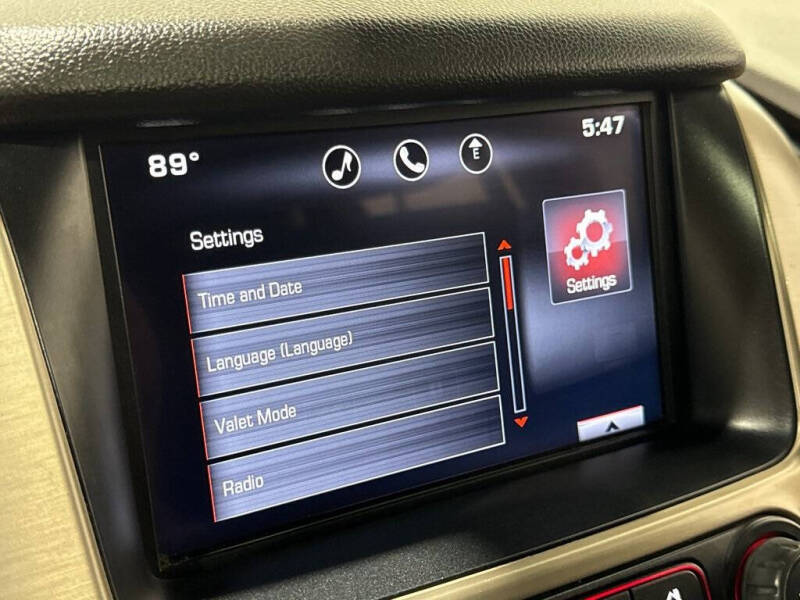 89°
E
5:47
Settings
Settings
Time and Date
Language (Language)
Valet Mode
Radio